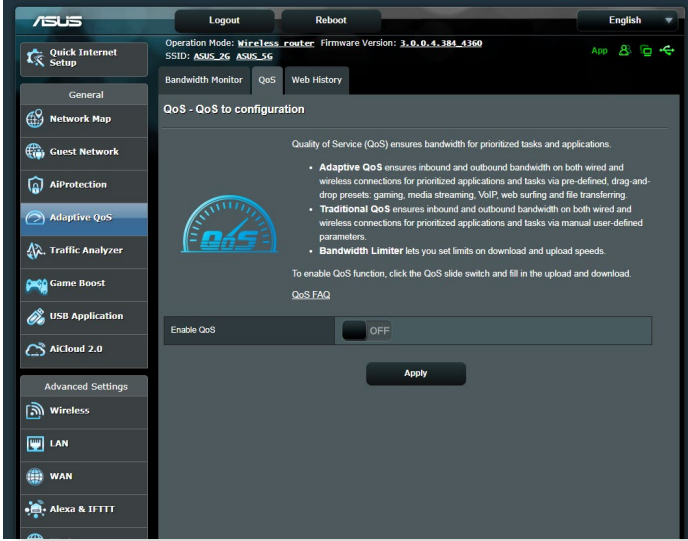 ASUS
Logout
Reboot
English
Quick Internet
Setup
Operation Mode: Wireless router Firmware Version: 3.0.0.4.384_4360
SSID: ASUS_2G ASUS_5G
App
Bandwidth Monitor
QoS
Web History
General
Network Map
Guest Network
AiProtection
Adaptive QoS
Traffic Analyzer
Game Boost
USB Application
AiCloud 2.0
Advanced Settings
Wireless
LAN
WAN
Alexa & IFTTT
QoS - QoS to configuration
Quality of Service (QoS) ensures bandwidth for prioritized tasks and applications.
• Adaptive QoS ensures inbound and outbound bandwidth on both wired and
wireless connections for prioritized applications and tasks via pre-defined, drag-and-
drop presets: gaming, media streaming, VoIP, web surfing and file transferring.
• Traditional QoS ensures inbound and outbound bandwidth on both wired and
wireless connections for prioritized applications and tasks via manual user-defined
parameters.
• Bandwidth Limiter lets you set limits on download and upload speeds.
QoS
To enable QoS function, click the QoS slide switch and fill in the upload and download.
QoS FAQ
Enable QoS
OFF
Apply